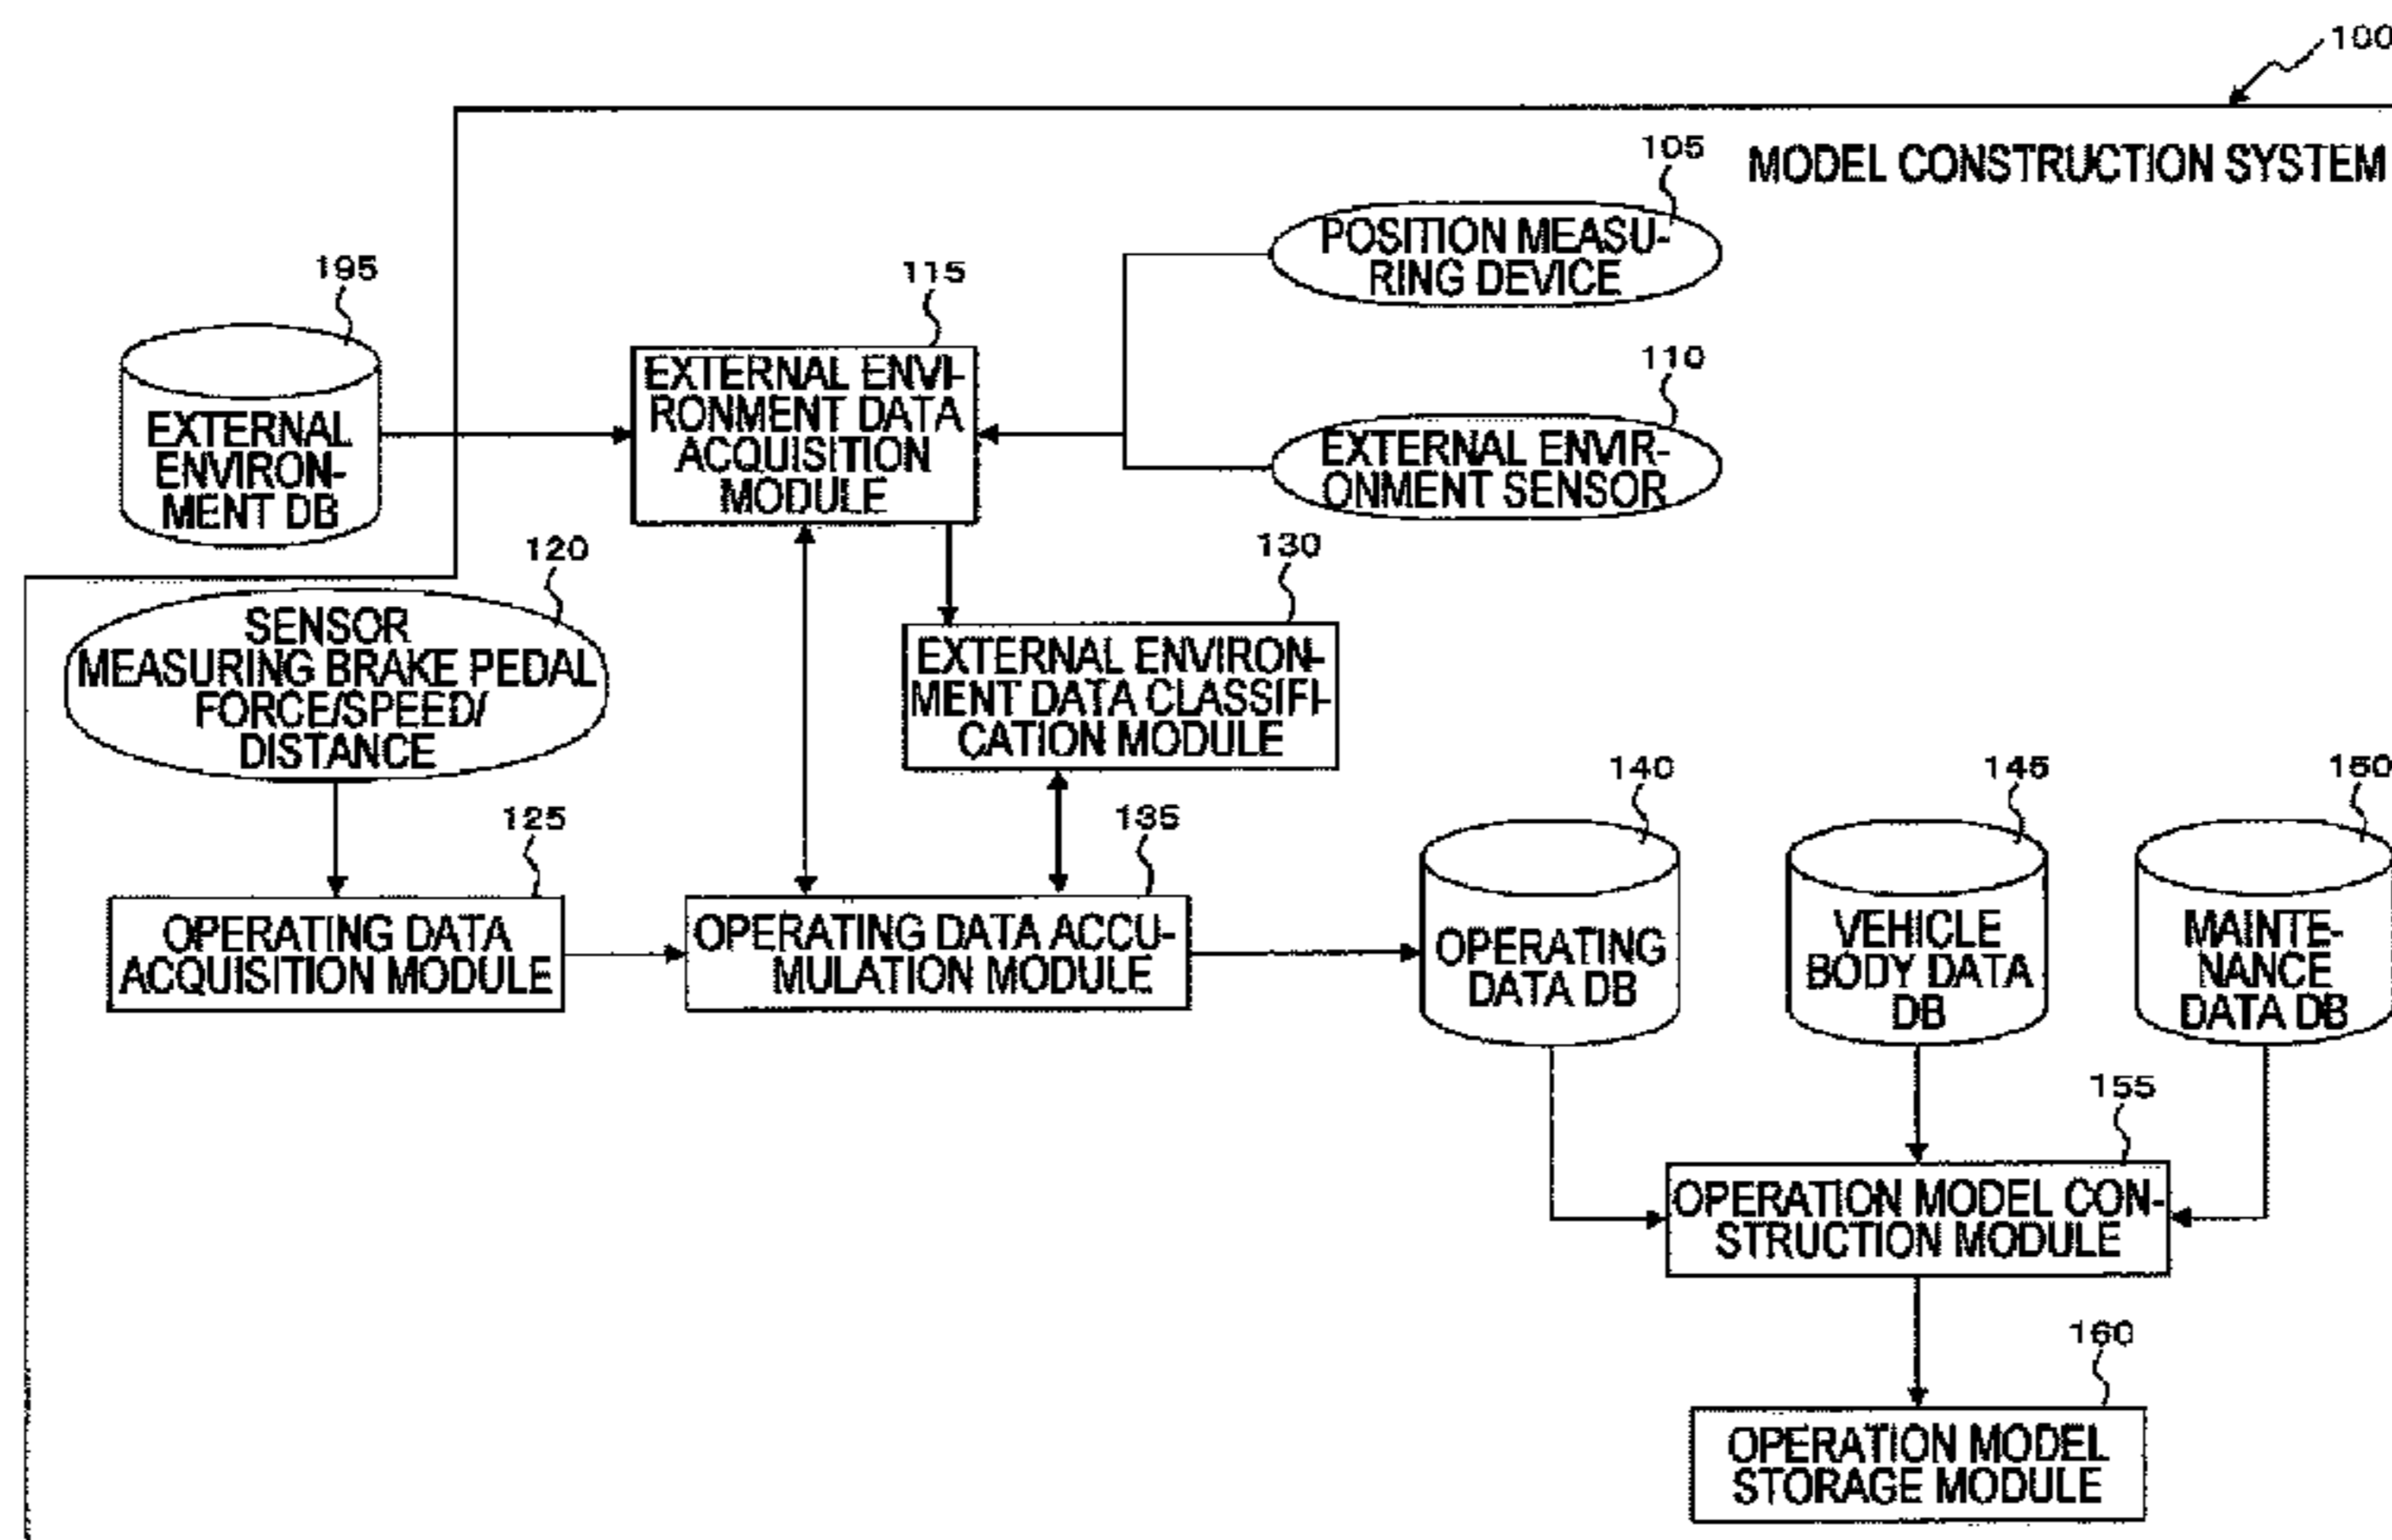 100
MODEL CONSTRUCTION SYSTEM
105
POSITION MEASU-
RING DEVICE
195
EXTERNAL
ENVIRON-
MENT DB
115
EXTERNAL ENVI-
RONMENT DATA
ACQUISITION
MODULE
110
EXTERNAL ENVIR-
ONMENT SENSOR
120
SENSOR
MEASURING BRAKE PEDAL
FORCE/SPEED/
DISTANCE
130
EXTERNAL ENVIRON-
MENT DATA CLASSIFI-
CATION MODULE
125
OPERATING DATA
ACQUISITION MODULE
135
OPERATING DATA ACCU-
MULATION MODULE
140
OPERATING
DATA DB
145
VEHICLE
BODY DATA
DB
150
MAINTE-
NANCE
DATA DB
155
OPERATION MODEL CON-
STRUCTION MODULE
160
OPERATION MODEL
STORAGE MODULE